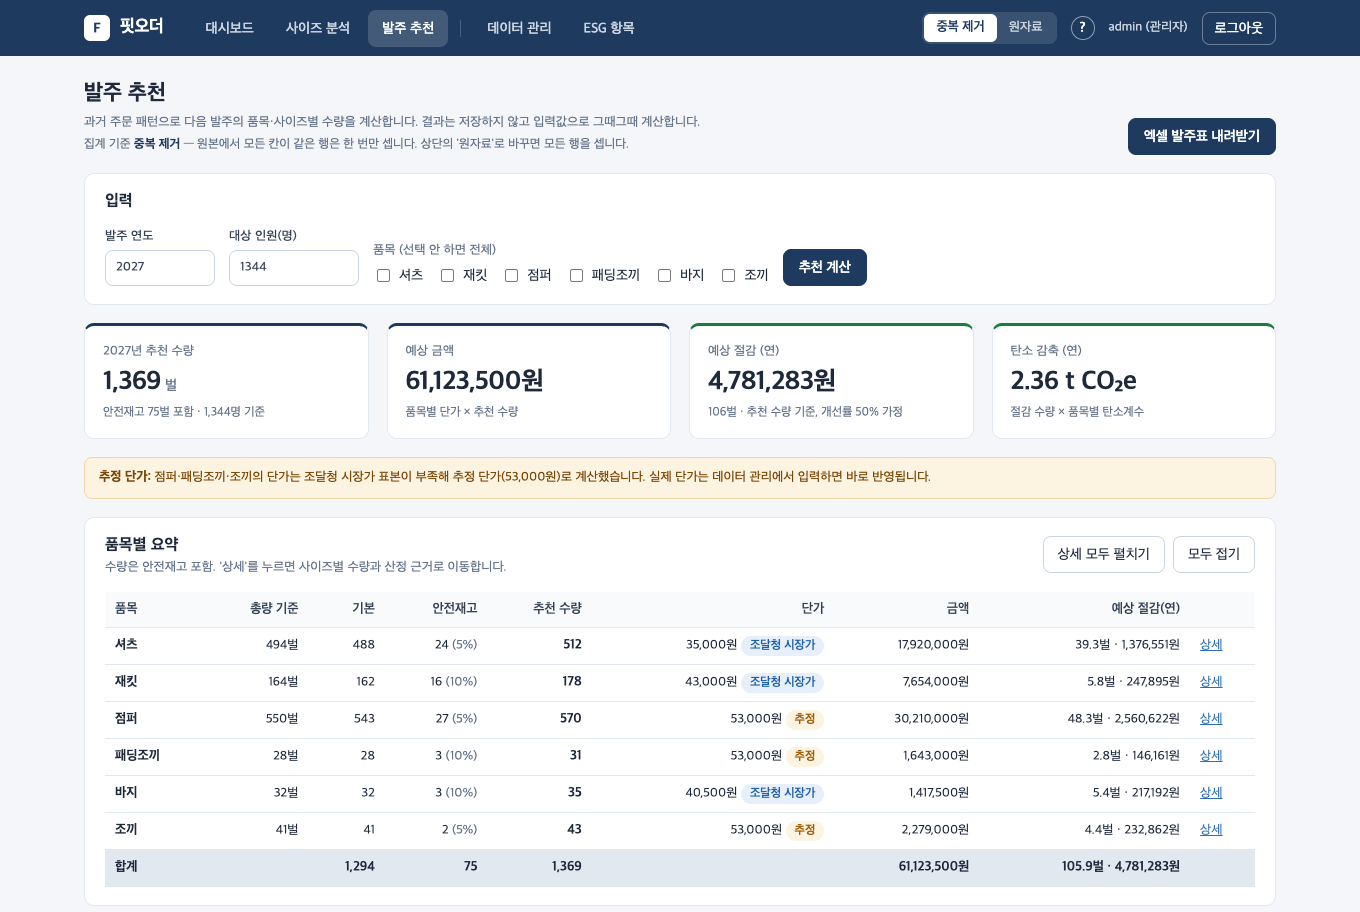 F 핏오더 대시보드 사이즈 분석 발주 추천 데이터 관리 ESG 항목 중복 제거 원자료 ? admin (관리자) 로그아웃
발주 추천
과거 주문 패턴으로 다음 발주의 품목·사이즈별 수량을 계산합니다. 결과는 저장하지 않고 입력값으로 그때그때 계산합니다.
집계 기준 중복 제거 — 원본에서 모든 칸이 같은 행은 한 번만 셉니다. 상단의 '원자료'로 바꾸면 모든 행을 셉니다.
엑셀 발주표 내려받기
입력
발주 연도 대상 인원(명) 품목 (선택 안 하면 전체)
2027 1344 셔츠 재킷 점퍼 패딩조끼 바지 조끼 추천 계산
2027년 추천 수량 예상 금액 예상 절감 (연) 탄소 감축 (연)
1,369 벌 61,123,500원 4,781,283원 2.36 t CO₂e
안전재고 75벌 포함 · 1,344명 기준 품목별 단가 × 추천 수량 106벌 · 추천 수량 기준, 개선률 50% 가정 절감 수량 × 품목별 탄소계수
추정 단가: 점퍼·패딩조끼·조끼의 단가는 조달청 시장가 표본이 부족해 추정 단가(53,000원)로 계산했습니다. 실제 단가는 데이터 관리에서 입력하면 바로 반영됩니다.
품목별 요약
수량은 안전재고 포함. '상세'를 누르면 사이즈별 수량과 산정 근거로 이동합니다.
상세 모두 펼치기 모두 접기
품목 총량 기준 기본 안전재고 추천 수량 단가 금액 예상 절감(연)
셔츠 494벌 488 24 (5%) 512 35,000원 조달청 시장가 17,920,000원 39.3벌 · 1,376,551원 상세
재킷 164벌 162 16 (10%) 178 43,000원 조달청 시장가 7,654,000원 5.8벌 · 247,895원 상세
점퍼 550벌 543 27 (5%) 570 53,000원 추정 30,210,000원 48.3벌 · 2,560,622원 상세
패딩조끼 28벌 28 3 (10%) 31 53,000원 추정 1,643,000원 2.8벌 · 146,161원 상세
바지 32벌 32 3 (10%) 35 40,500원 조달청 시장가 1,417,500원 5.4벌 · 217,192원 상세
조끼 41벌 41 2 (5%) 43 53,000원 추정 2,279,000원 4.4벌 · 232,862원 상세
합계 1,294 75 1,369 61,123,500원 105.9벌 · 4,781,283원